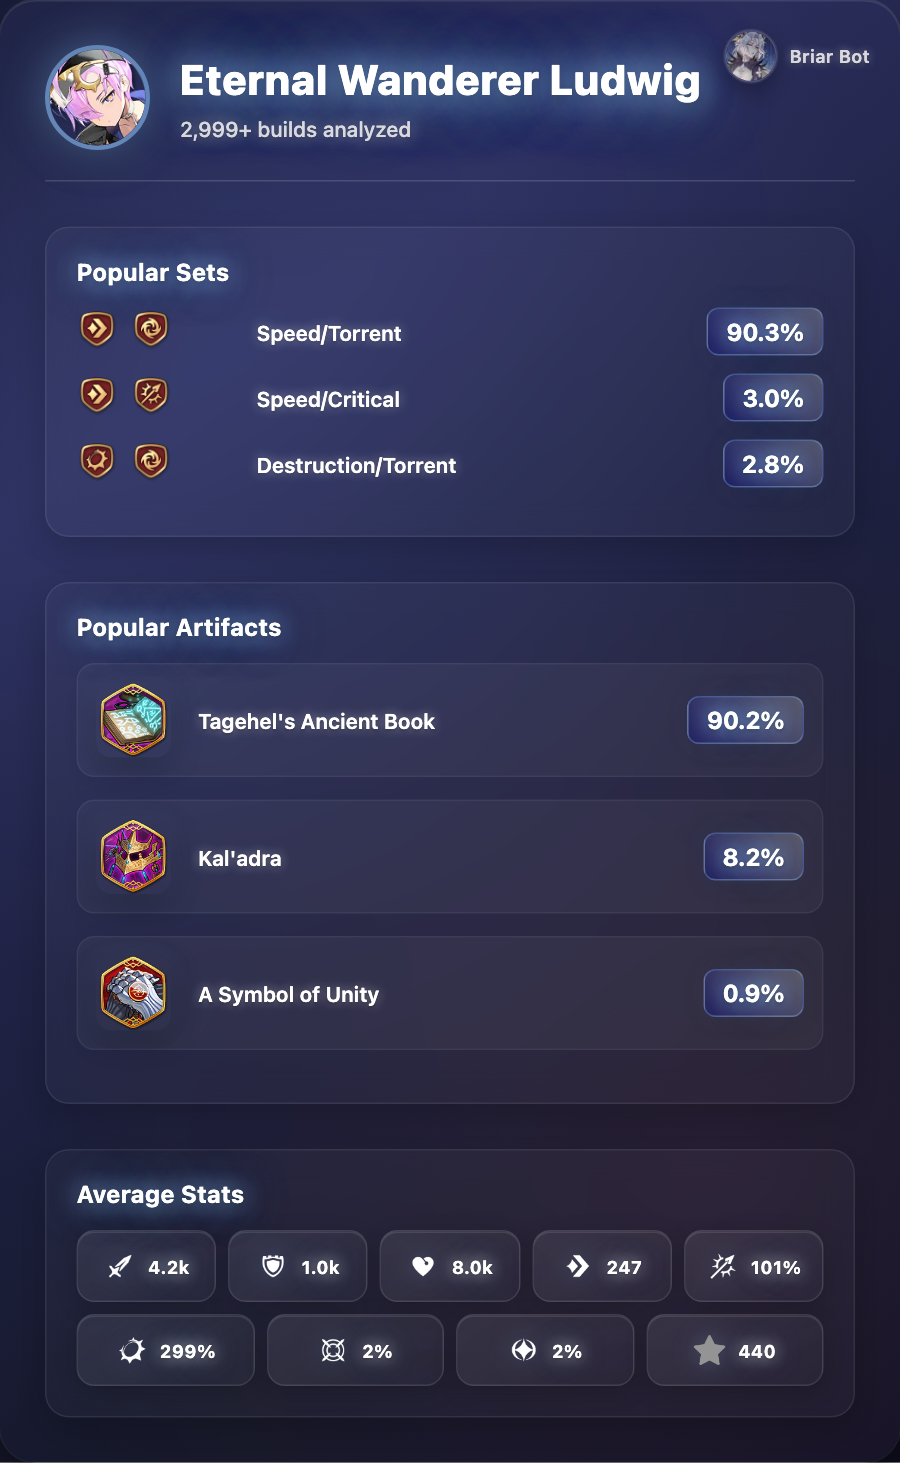 Eternal Wanderer Ludwig
Briar Bot
2,999+ builds analyzed
Popular Sets
Speed/Torrent 90.3%
Speed/Critical 3.0%
Destruction/Torrent 2.8%
Popular Artifacts
Tagehel's Ancient Book 90.2%
Kal'adra 8.2%
A Symbol of Unity 0.9%
Average Stats
4.2k 1.0k 8.0k 247 101%
299% 2% 2% 440